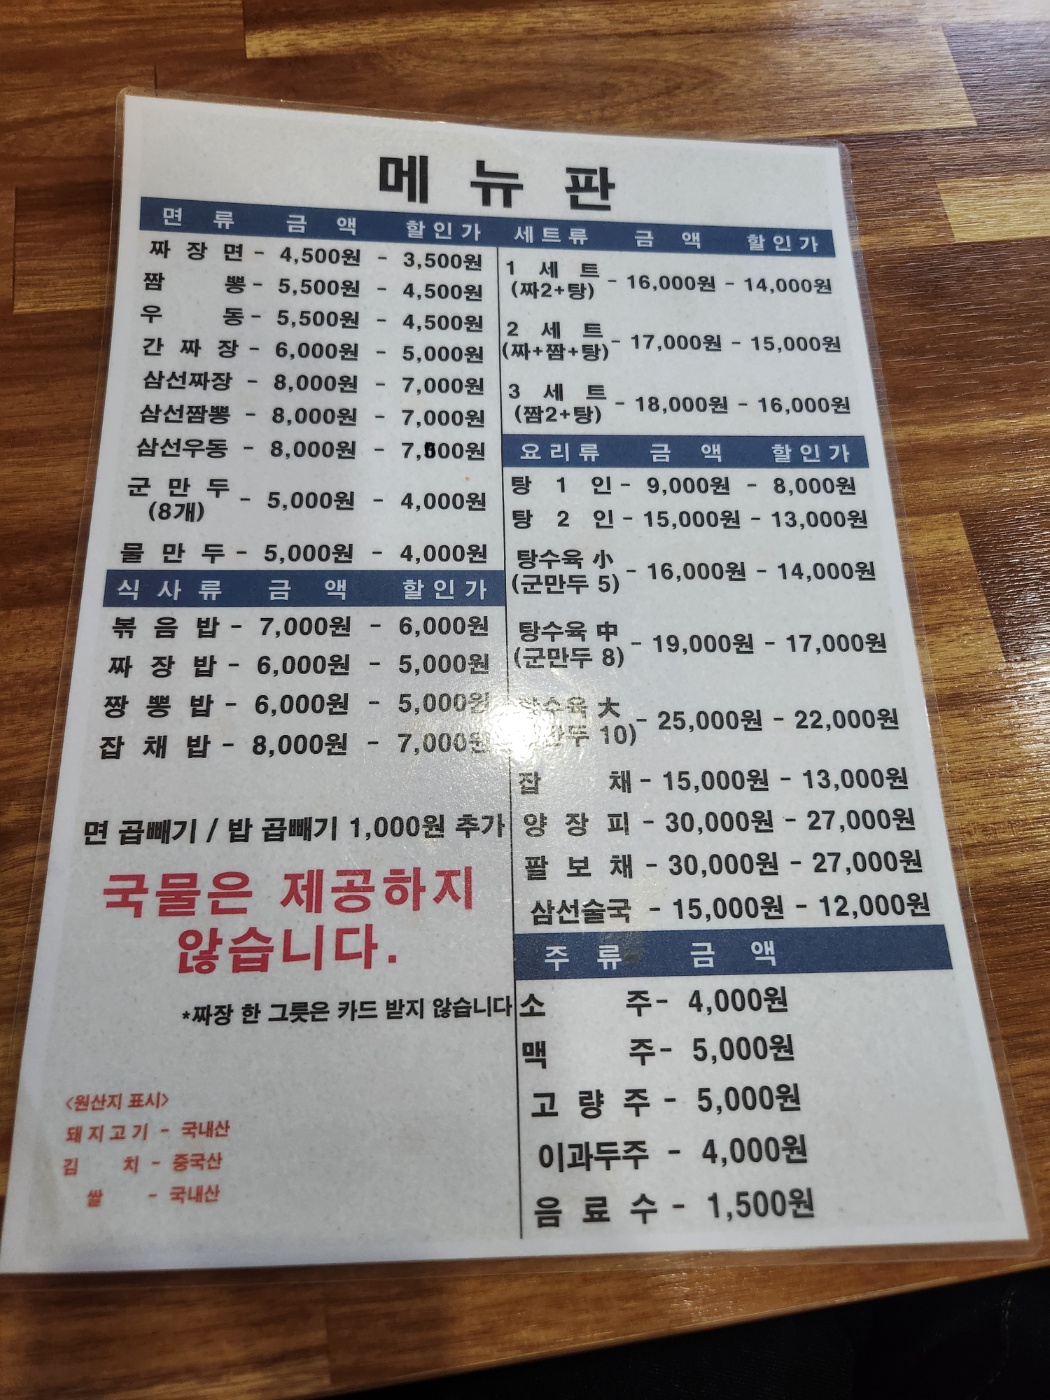 메뉴판
면류 금액 할인가
짜장면 - 4,500원 - 3,500원
짬뽕 - 5,500원 - 4,500원
우동 - 5,500원 - 4,500원
간짜장 - 6,000원 - 5,000원
삼선짜장 - 8,000원 - 7,000원
삼선짬뽕 - 8,000원 - 7,000원
삼선우동 - 8,000원 -
군만두 - 5,000원 - 4,000원
(8개)
물만두 - 5,000원 - 4,000원
식사류 금액 할인가
볶음밥 - 7,000원 - 6,000원
짜장밥 - 6,000원 - 5,000원
짱뽕밥 - 6,000원 - 5,000원
잡채밥 - 8,000원 - 7,000원
면 곱빼기 / 밥 곱빼기 1,000원 추가
국물은 제공하지
않습니다.
*짜장 한 그릇은 카드 받지 않습니다
<원산지 표시>
돼지고기 - 국내산
김치 - 중국산
쌀 - 국내산
세트류 금액 할인가
1 세트 - 16,000원 - 14,000원
(짜2+탕)
2 세트 - 17,000원 - 15,000원
(짜+짬+탕)
3 세트 - 18,000원 - 16,000원
(짬2+탕)
요리류 금액 할인가
탕 1 인 - 9,000원 - 8,000원
탕 2 인 - 15,000원 - 13,000원
탕수육 小 - 16,000원 - 14,000원
(군만두 5)
탕수육 中 - 19,000원 - 17,000원
(군만두 8)
탕수육 大 - 25,000원 - 22,000원
10)
잡채 - 15,000원 - 13,000원
양장피 - 30,000원 - 27,000원
팔보채 - 30,000원 - 27,000원
삼선술국 - 15,000원 - 12,000원
주류 금액
소주 - 4,000원
맥주 - 5,000원
고량주 - 5,000원
이과두주 - 4,000원
음료수 - 1,500원